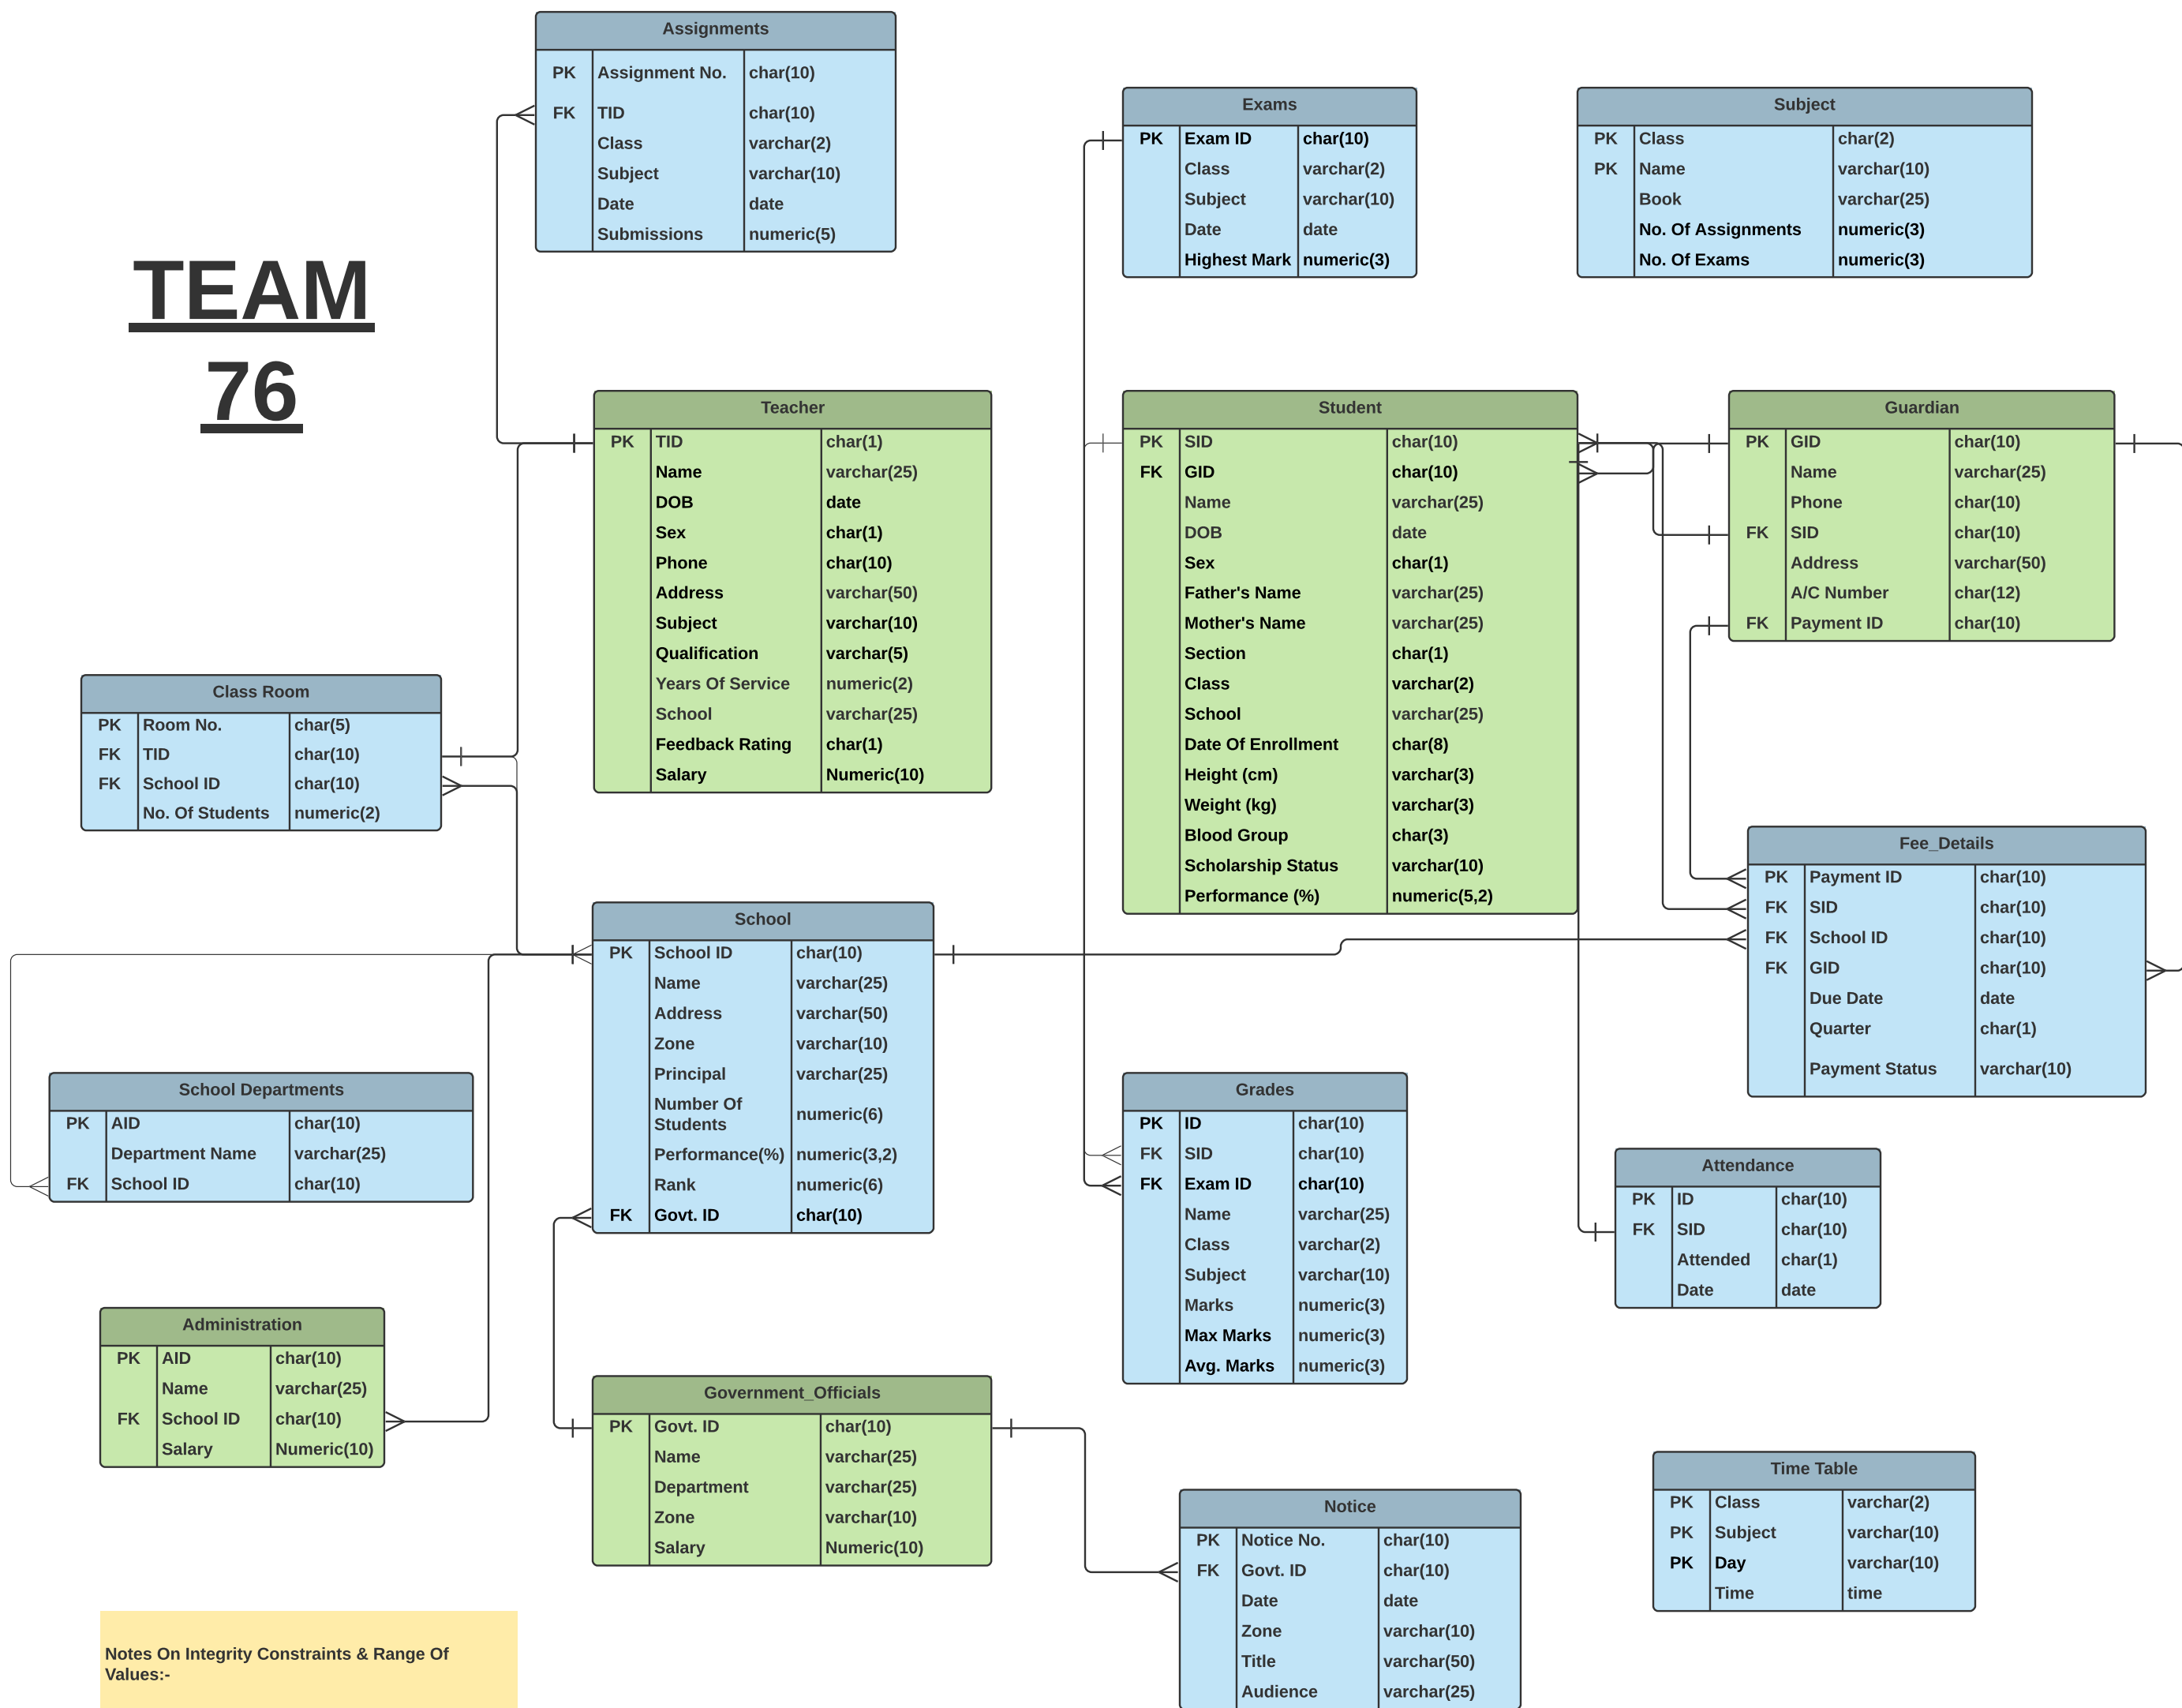 TEAM
76
Assignments
PK Assignment No. char(10)
FK TID char(10)
Class varchar(2)
Subject varchar(10)
Date date
Submissions numeric(5)
Exams
PK Exam ID char(10)
Class varchar(2)
Subject varchar(10)
Date date
Highest Mark numeric(3)
Subject
PK Class char(2)
PK Name varchar(10)
Book varchar(25)
No. Of Assignments numeric(3)
No. Of Exams numeric(3)
Teacher
PK TID char(1)
Name varchar(25)
DOB date
Sex char(1)
Phone char(10)
Address varchar(50)
Subject varchar(10)
Qualification varchar(5)
Years Of Service numeric(2)
School varchar(25)
Feedback Rating char(1)
Salary Numeric(10)
Student
PK SID char(10)
FK GID char(10)
Name varchar(25)
DOB date
Sex char(1)
Father's Name varchar(25)
Mother's Name varchar(25)
Section char(1)
Class varchar(2)
School varchar(25)
Date Of Enrollment char(8)
Height (cm) varchar(3)
Weight (kg) varchar(3)
Blood Group char(3)
Scholarship Status varchar(10)
Performance (%) numeric(5,2)
Guardian
PK GID char(10)
Name varchar(25)
Phone char(10)
FK SID char(10)
Address varchar(50)
A/C Number char(12)
FK Payment ID char(10)
Class Room
PK Room No. char(5)
FK TID char(10)
FK School ID char(10)
No. Of Students numeric(2)
Fee_Details
PK Payment ID char(10)
FK SID char(10)
FK School ID char(10)
FK GID char(10)
Due Date date
Quarter char(1)
Payment Status varchar(10)
School
PK School ID char(10)
Name varchar(25)
Address varchar(50)
Zone varchar(10)
Principal varchar(25)
Number Of
Students numeric(6)
Performance(%) numeric(3,2)
Rank numeric(6)
FK Govt. ID char(10)
School Departments
PK AID char(10)
Department Name varchar(25)
FK School ID char(10)
Grades
PK ID char(10)
FK SID char(10)
FK Exam ID char(10)
Name varchar(25)
Class varchar(2)
Subject varchar(10)
Marks numeric(3)
Max Marks numeric(3)
Avg. Marks numeric(3)
Attendance
PK ID char(10)
FK SID char(10)
Attended char(1)
Date date
Administration
PK AID char(10)
Name varchar(25)
FK School ID char(10)
Salary Numeric(10)
Government_Officials
PK Govt. ID char(10)
Name varchar(25)
Department varchar(25)
Zone varchar(10)
Salary Numeric(10)
Notice
PK Notice No. char(10)
FK Govt. ID char(10)
Date date
Zone varchar(10)
Title varchar(50)
Audience varchar(25)
Time Table
PK Class varchar(2)
PK Subject varchar(10)
PK Day varchar(10)
Time time
Notes On Integrity Constraints & Range Of
Values:-